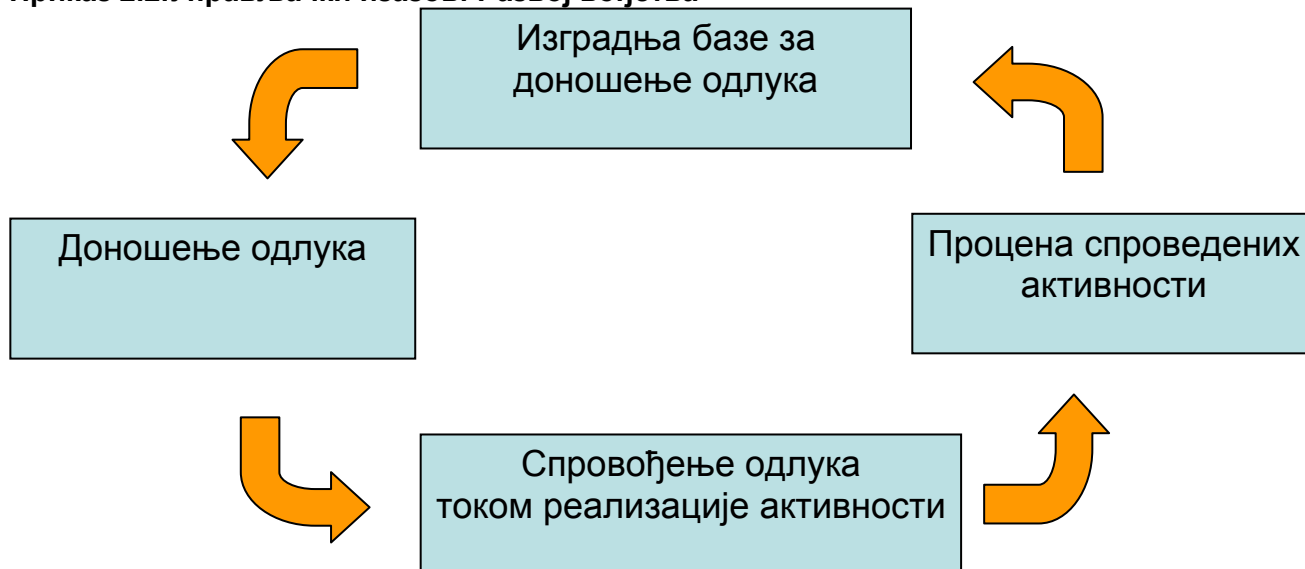 Изградња базе за
доношење одлука
Доношење одлука
Процена спроведених
активности
Спровођење одлука
током реализације активности